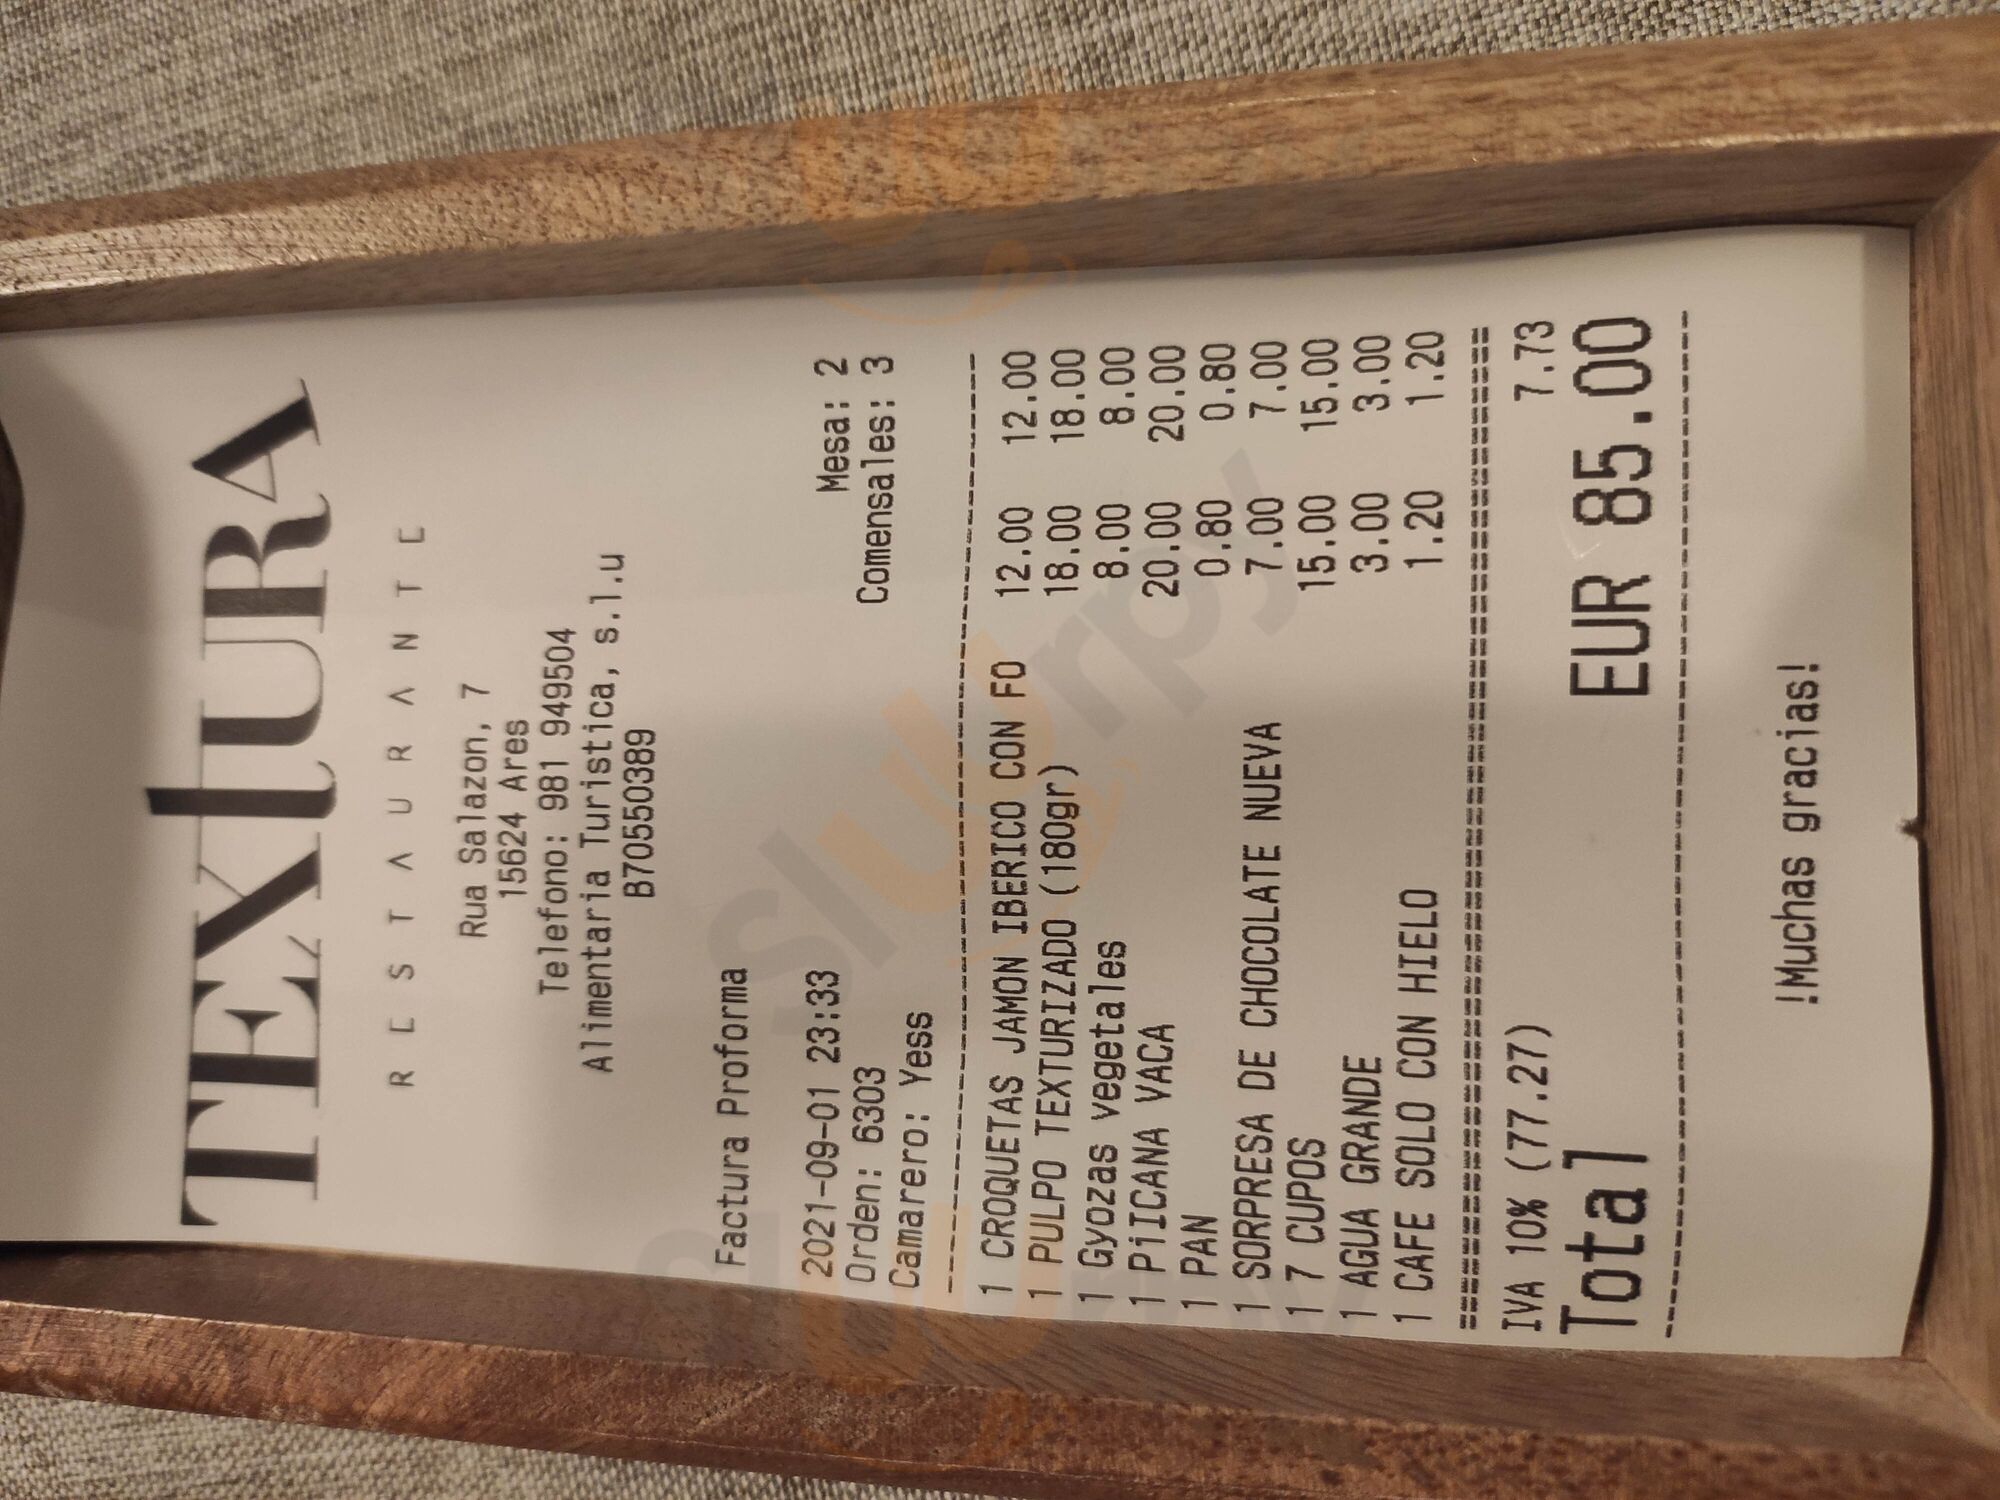 TEXtURA
RESTAURANTE
Rua Salazon, 7
15624 Ares
Telefono: 981 949504
Alimentaria Turistica, s.l.u
B70550389
Factura Proforma
2021-09-01 23:33 Mesa: 2
Orden: 6303 Comensales: 3
Camarero: Yess
1 CROQUETAS JAMON IBERICO CON FO 12.00 12.00
1 PULPO TEXTURIZADO (180gr) 18.00 18.00
1 Gyozas vegetales 8.00 8.00
1 PiICANA VACA 20.00 20.00
1 PAN 0.80 0.80
1 SORPRESA DE CHOCOLATE NUEVA 7.00 7.00
1 7 CUPOS 15.00 15.00
1 AGUA GRANDE 3.00 3.00
1 CAFE SOLO CON HIELO 1.20 1.20
IVA 10% (77.27) 7.73
Total EUR 85.00
!Muchas gracias!
slurpy